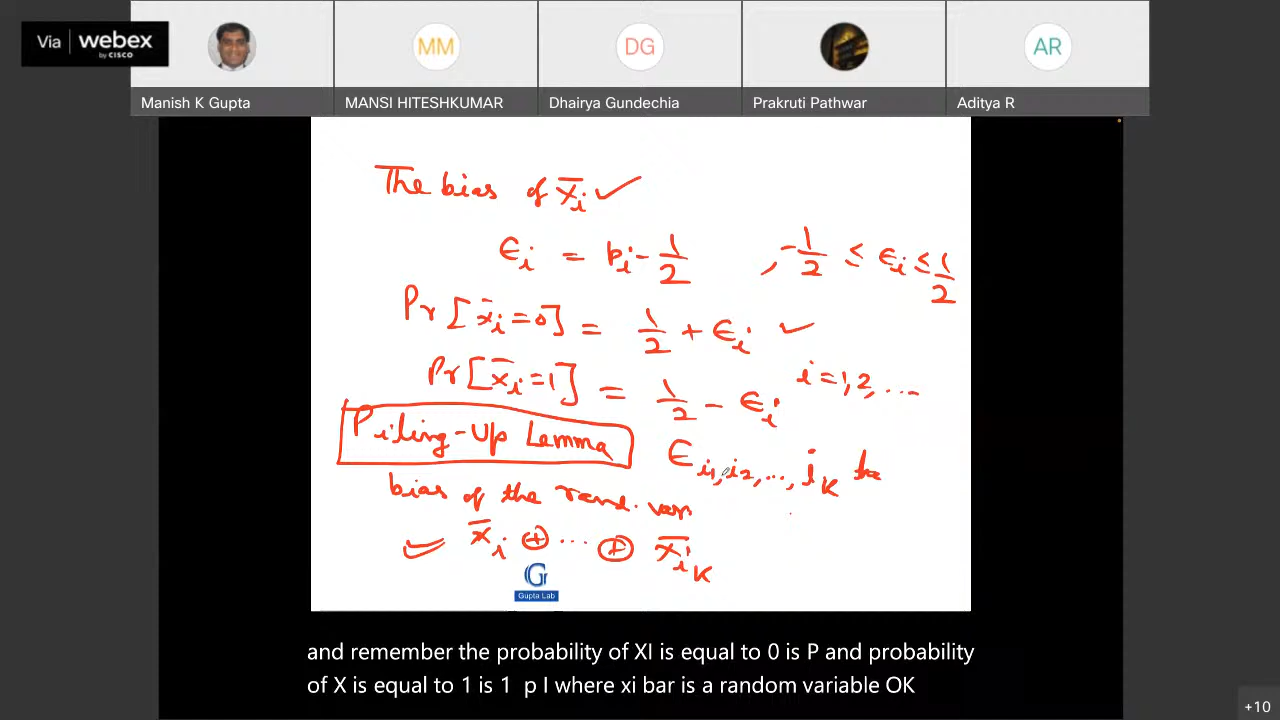 Via webex
by CISCO
MM
DG
AR
Manish K Gupta
MANSI HITESHKUMAR
Dhairya Gundechia
Prakruti Pathwar
Aditya R
The bias of x̄ᵢ ✓
ϵᵢ = pᵢ - 1/2 , -1/2 ≤ ϵᵢ ≤ 1/2
Pr [x̄ᵢ = 0] = 1/2 + ϵᵢ ✓
Pr [x̄ᵢ = 1] = 1/2 - ϵᵢ i = 1, 2, ...
Piling-Up Lemma
ϵ i₁, i₂, ..., i_K be
bias of the rand. var
✓ x̄ᵢ ⊕ ... ⊕ x̄ i_K
G
Gupta Lab
and remember the probability of XI is equal to 0 is P and probability
of X is equal to 1 is 1 p I where xi bar is a random variable OK
+10